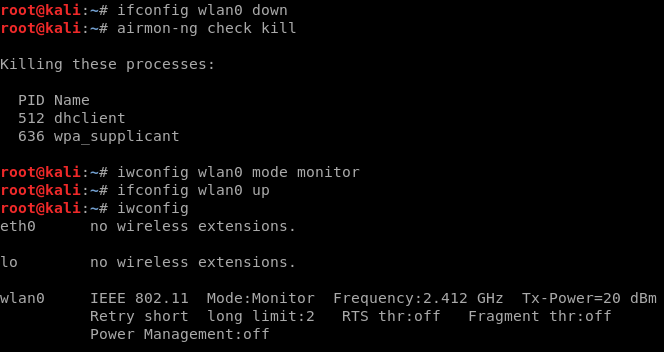 root@kali:~# ifconfig wlan0 down
root@kali:~# airmon-ng check kill
Killing these processes:
PID Name
512 dhclient
636 wpa_supplicant
root@kali:~# iwconfig wlan0 mode monitor
root@kali:~# ifconfig wlan0 up
root@kali:~# iwconfig
eth0      no wireless extensions.
lo        no wireless extensions.
wlan0     IEEE 802.11  Mode:Monitor  Frequency:2.412 GHz  Tx-Power=20 dBm
Retry short  long limit:2   RTS thr:off   Fragment thr:off
Power Management:off